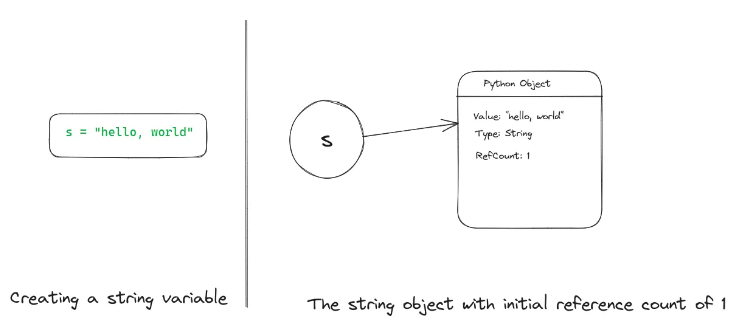 s = "hello, world"
Creating a string variable
s
Python Object
Value: "hello, world"
Type: String
RefCount: 1
The string object with initial reference count of 1